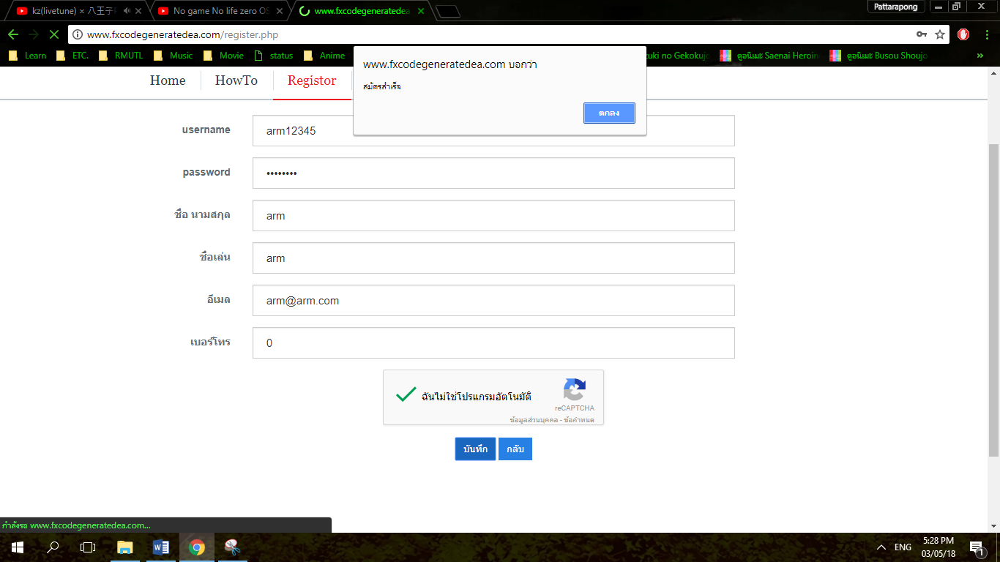 kz(livetune) × 八王子P
No game No life zero OS
www.fxcodegeneratedea
Pattarapong
www.fxcodegeneratedea.com/register.php
Learn ETC. RMUTL Music Movie status Anime zuki no Gekokujo ดูอนิเมะ Saenai Heroin ดูอนิเมะ Busou Shoujo
www.fxcodegeneratedea.com บอกว่า
สมัครสำเร็จ
ตกลง
Home HowTo Registor
username arm12345
password ••••••••
ชื่อ นามสกุล arm
ชื่อเล่น arm
อีเมล arm@arm.com
เบอร์โทร 0
ฉันไม่ใช่โปรแกรมอัตโนมัติ
reCAPTCHA
ข้อมูลส่วนบุคคล - ข้อกำหนด
บันทึก กลับ
กำลังรอ www.fxcodegeneratedea.com...
ENG
5:28 PM
03/05/18
1